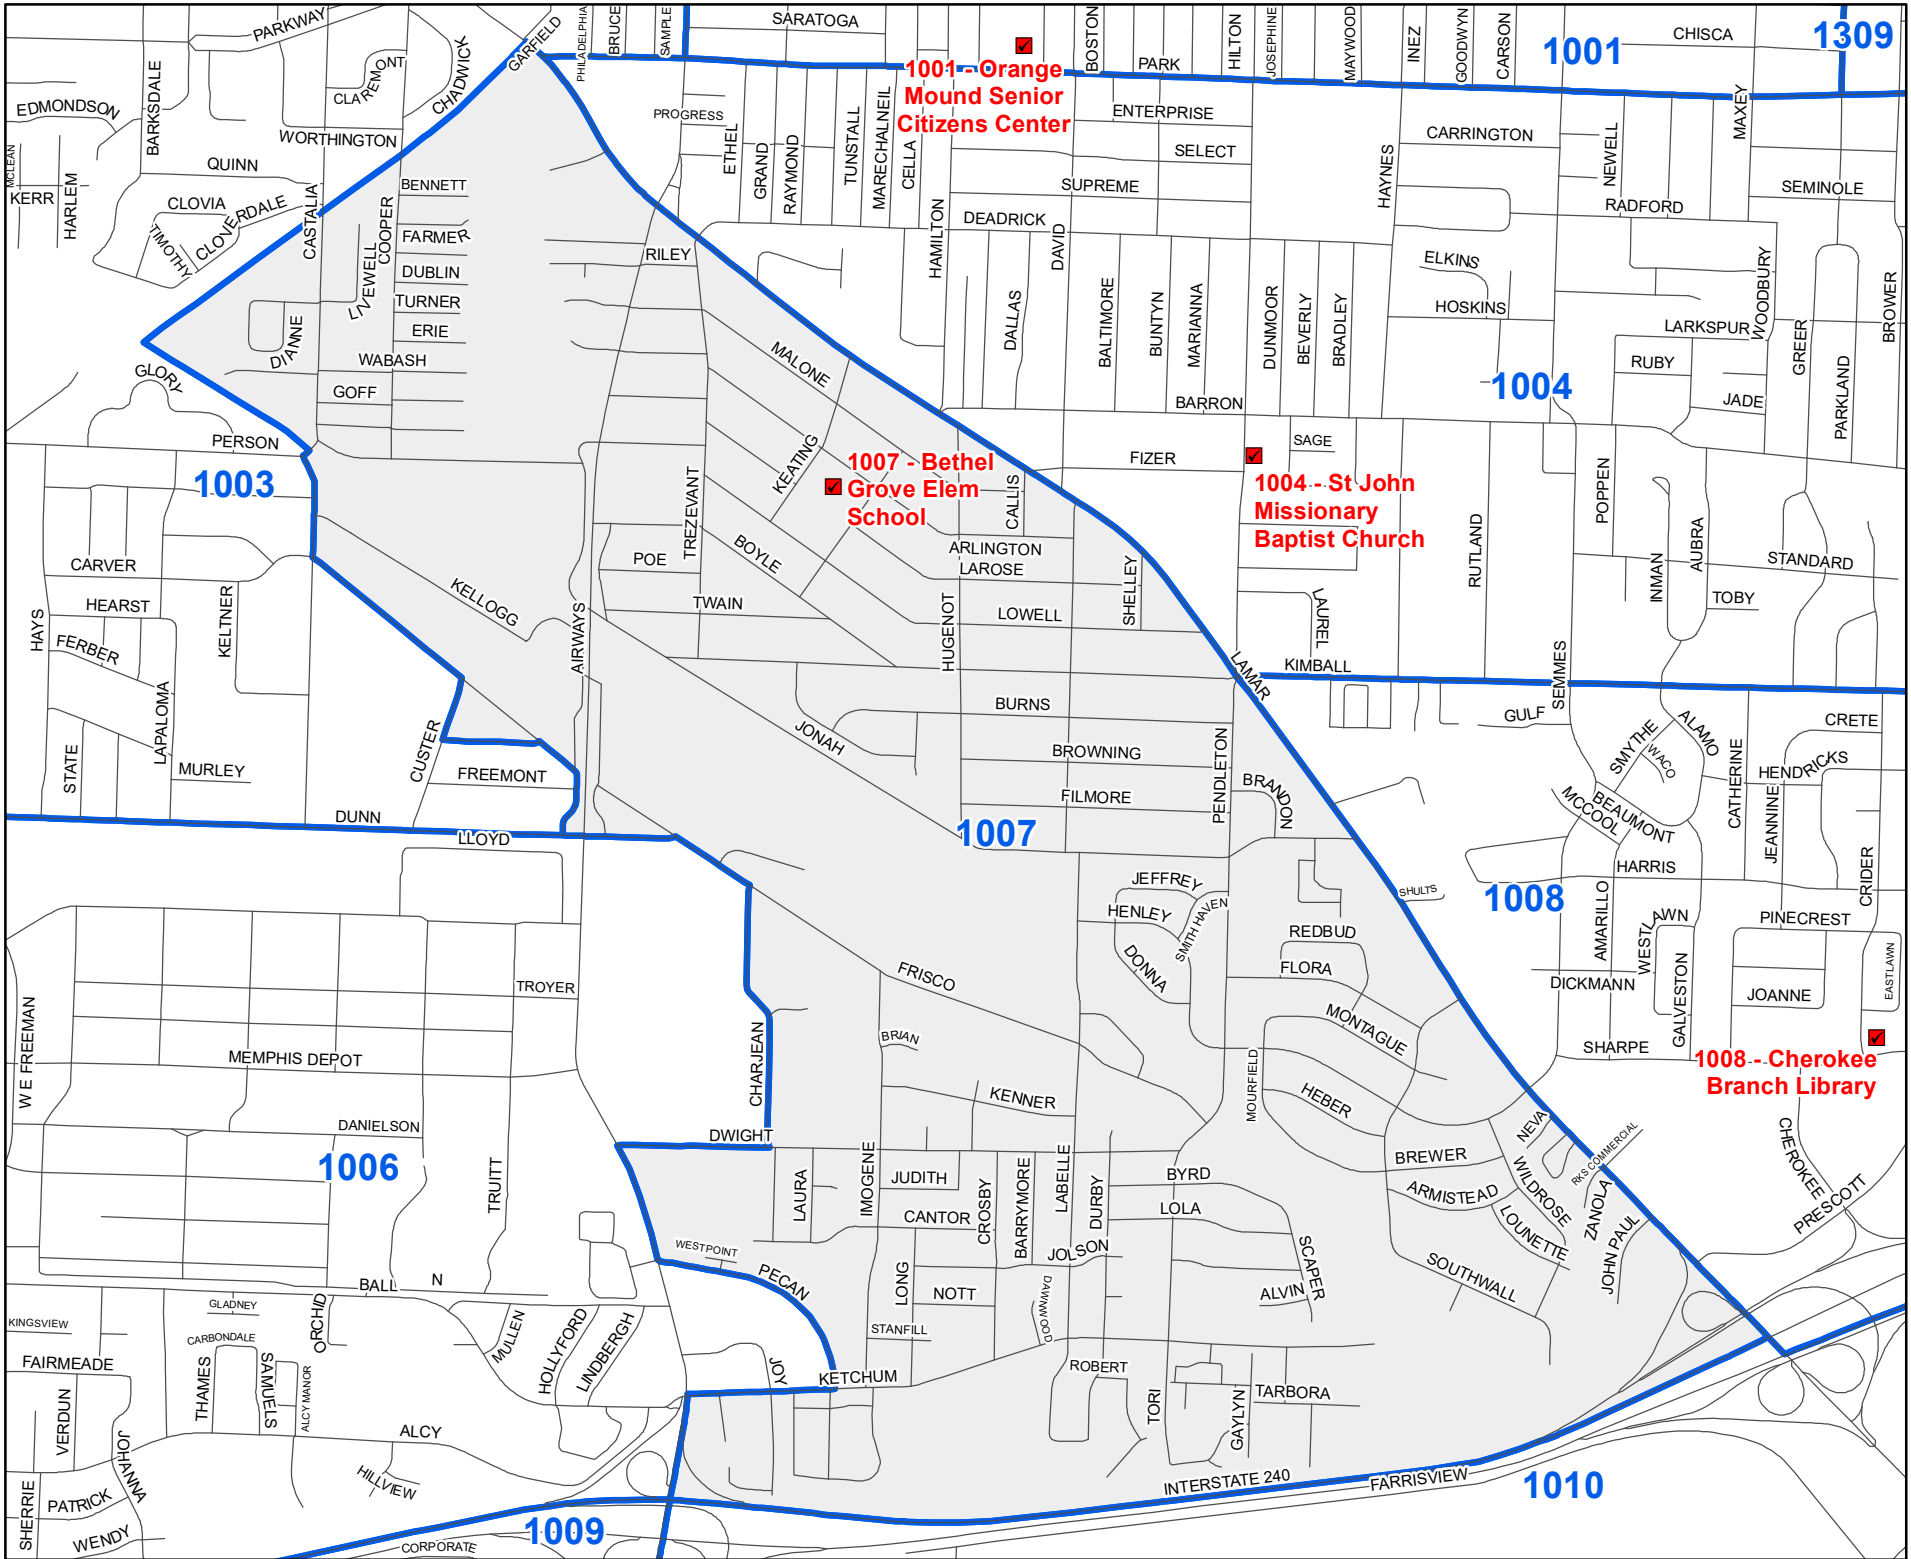 PARKWAY
GARFIELD
PHILADELPHIA
BRUCE
SAMPLE
SARATOGA
BOSTON
PARK
HILTON
JOSEPHINE
MAYWOOD
INEZ
GOODWYN
CARSON
1001
CHISCA
1309
CHADWICK
CLAREMONT
BARKSDALE
EDMONDSON
WORTHINGTON
QUINN
MCLEAN
KERR
HARLEM
CLOVIA
CLOVERDALE
TIMOTHY
CASTALIA
BENNETT
COOPER
FARMER
LIVEWELL
DUBLIN
TURNER
ERIE
DIANNE
WABASH
GOFF
GLORY
PERSON
1003
1001 - Orange
Mound Senior
Citizens Center
PROGRESS
ETHEL
GRAND
RAYMOND
TUNSTALL
MARECHALNEIL
CELLA
ENTERPRISE
SELECT
SUPREME
DEADRICK
HAMILTON
DAVID
RILEY
DALLAS
BALTIMORE
BUNTYN
MARIANNA
DUNMOOR
BEVERLY
BRADLEY
HAYNES
CARRINGTON
NEWELL
MAXEY
SEMINOLE
RADFORD
ELKINS
HOSKINS
WOODBURY
LARKSPUR
GREER
BROWER
RUBY
JADE
PARKLAND
1004
BARRON
MALONE
KEATING
1007 - Bethel
Grove Elem
School
CALLIS
FIZER
SAGE
1004 - St John
Missionary
Baptist Church
POPPEN
RUTLAND
INMAN
AUBRA
STANDARD
TOBY
TREZEVANT
BOYLE
ARLINGTON
LAROSE
POE
TWAIN
LOWELL
SHELLEY
HUGENOT
LAUREL
KIMBALL
LAMAR
SEMMES
CARVER
HEARST
HAYS
FERBER
KELTNER
LAPALOMA
STATE
MURLEY
KELLOGG
AIRWAYS
CUSTER
FREEMONT
DUNN
LLOYD
JONAH
BURNS
BROWNING
FILMORE
PENDLETON
BRANDON
1007
GULF
SMYTHE
ALAMO
WACO
CATHERINE
CRETE
HENDRICKS
MCCOOL
BEAUMONT
JEANNINE
HARRIS
CRIDER
1008
SHULTS
AMARILLO
WESTLAWN
PINECREST
DICKMANN
GALVESTON
JOANNE
EASTLAWN
SHARPE
1008 - Cherokee
Branch Library
JEFFREY
HENLEY
SMITH HAVEN
DONNA
REDBUD
FLORA
MONTAGUE
FRISCO
BRIAN
KENNER
MOURFIELD
HEBER
TROYER
W E FREEMAN
MEMPHIS DEPOT
CHARJEAN
DWIGHT
DANIELSON
1006
TRUITT
LAURA
IMOGENE
JUDITH
CANTOR
CROSBY
BARRYMORE
LABELLE
DURBY
BYRD
LOLA
JOLSON
BREWER
NEVA
RKS COMMERCIAL
ARMISTEAD
WILDROSE
LOUNETTE
ZANOLA
JOHN PAUL
CHEROKEE
PRESCOTT
WESTPOINT
PECAN
LONG
NOTT
DAWNWOOD
ALVIN
SCAPER
SOUTHWALL
STANFILL
BALL
N
GLADNEY
ORCHID
KINGSVIEW
CARBONDALE
FAIRMEADE
THAMES
SAMUELS
ALCY MANOR
MULLEN
HOLLYFORD
LINDBERGH
JOY
KETCHUM
ROBERT
TORI
GAYLYN
TARBORA
VERDUN
JOHANNA
ALCY
HILLVIEW
SHERRIE
PATRICK
WENDY
1009
CORPORATE
INTERSTATE 240
FARRISVIEW
1010